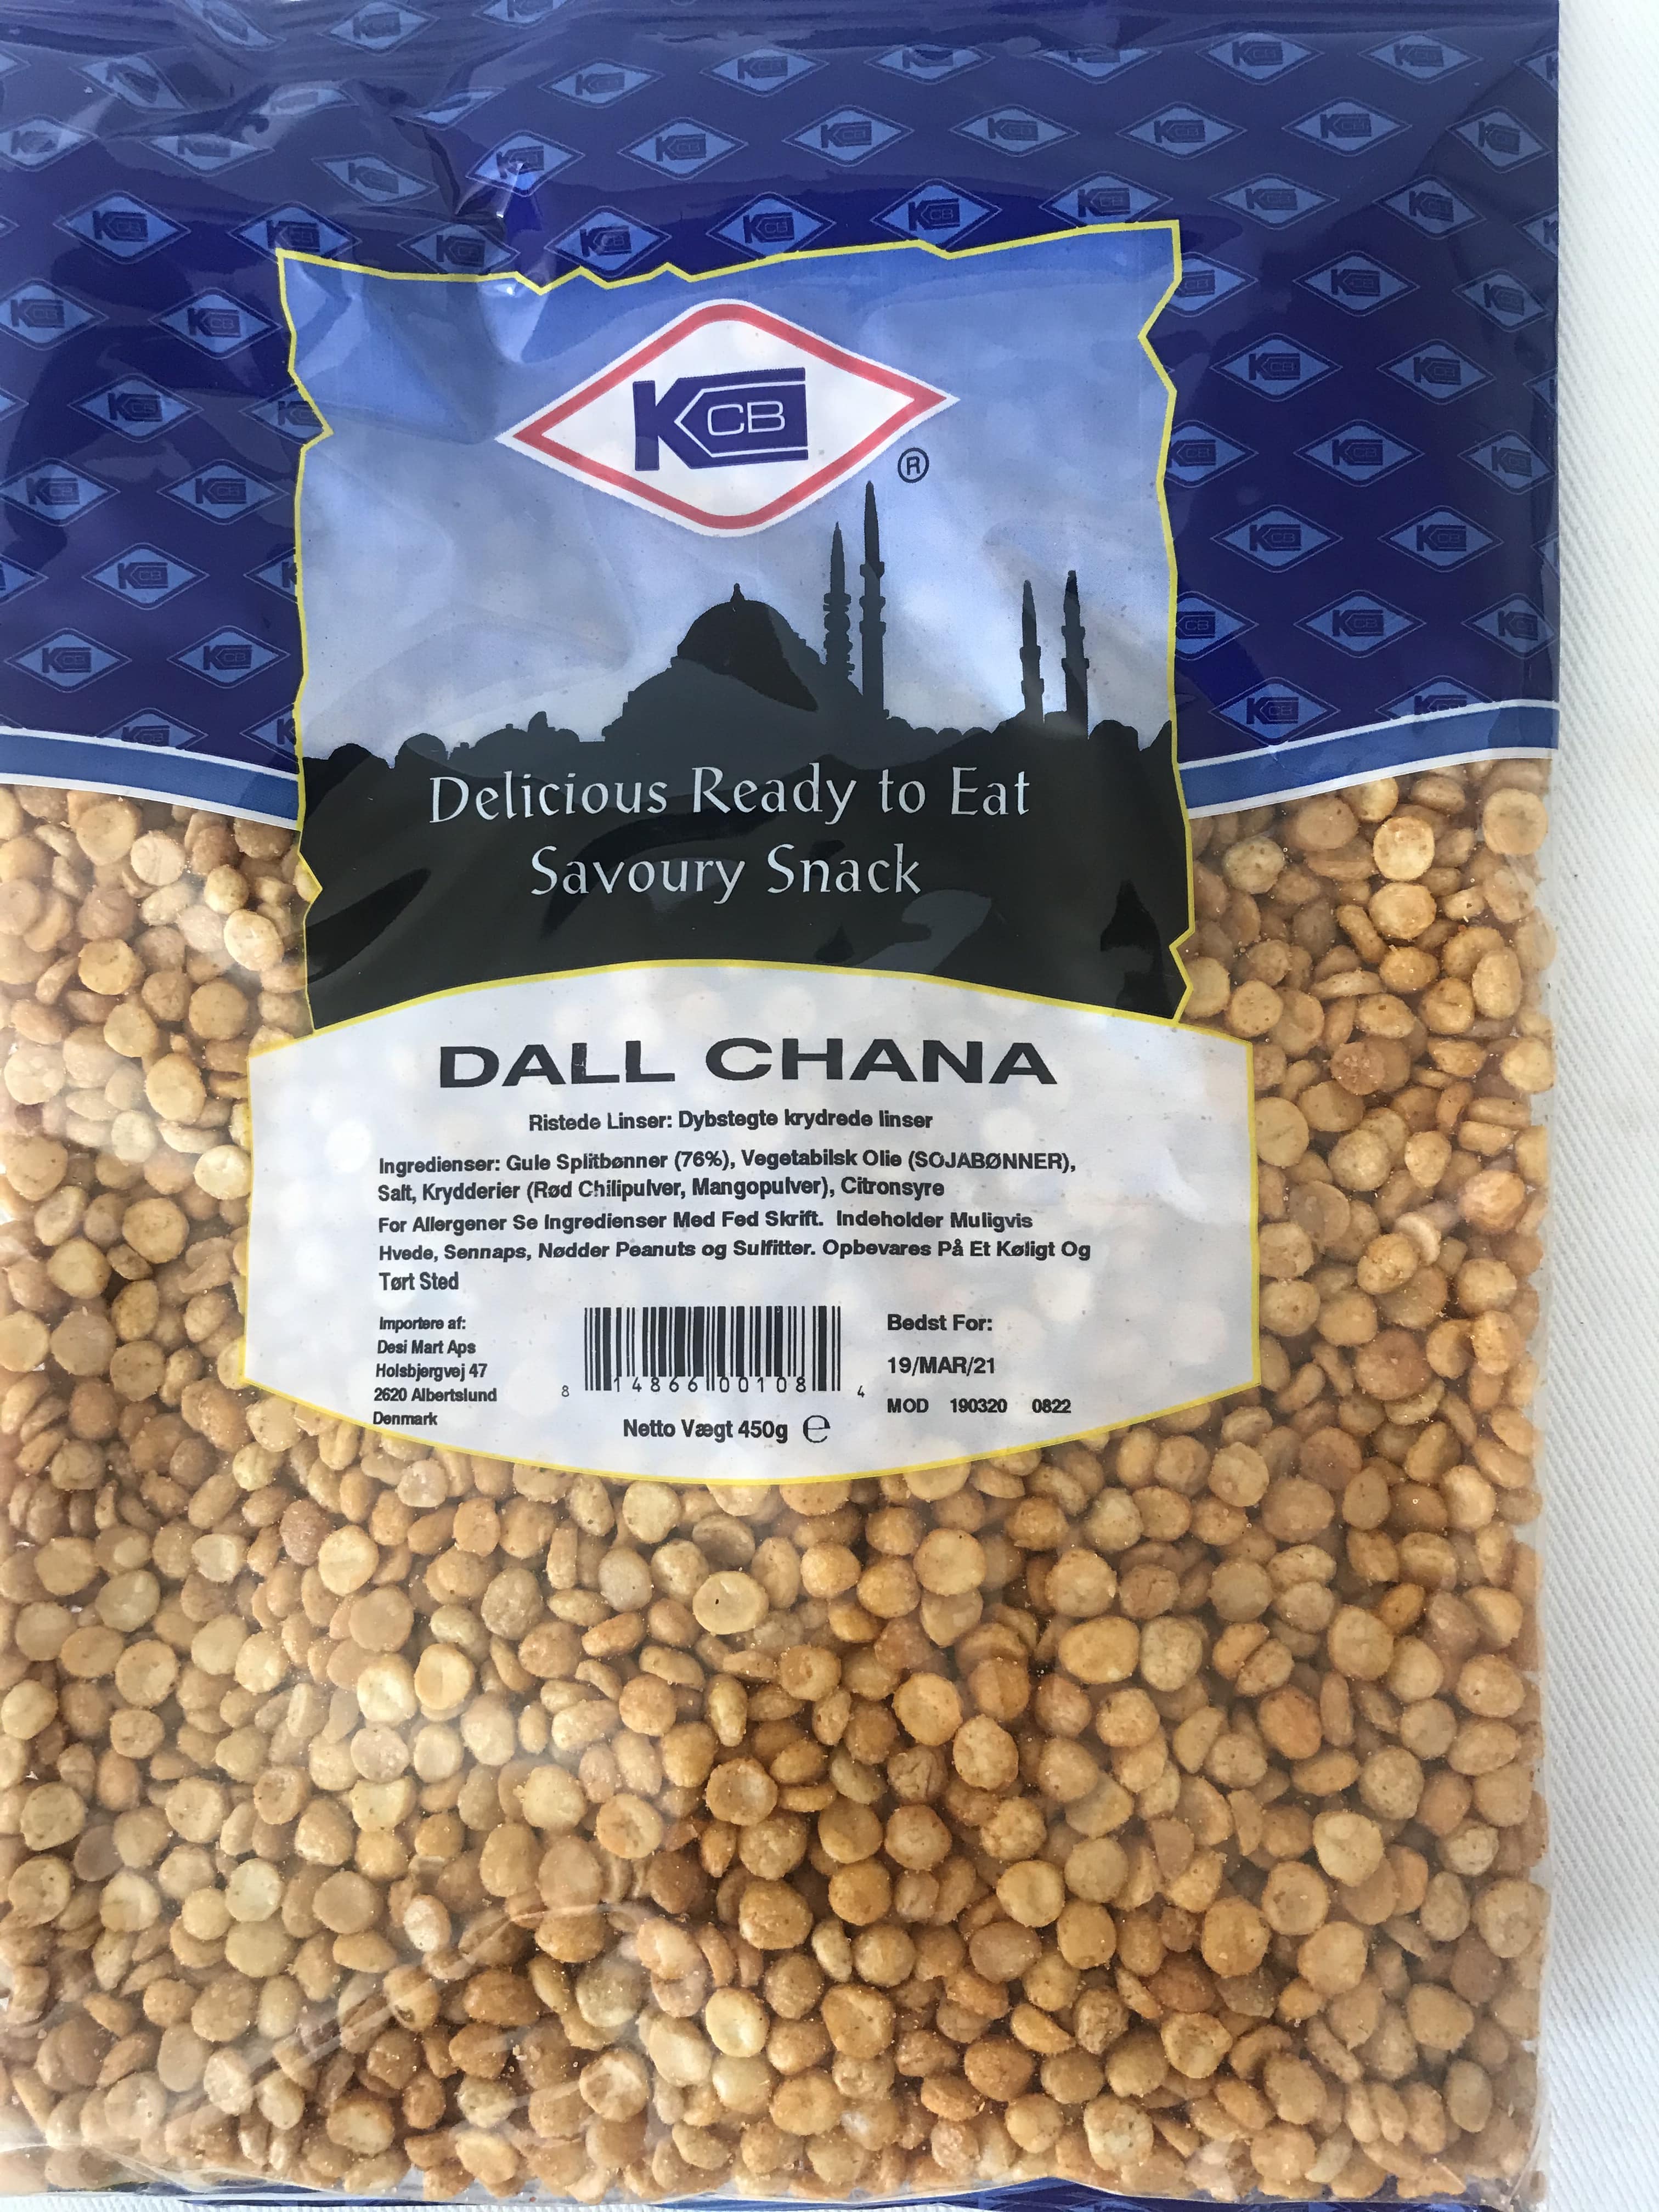 KCB
®
Delicious Ready to Eat
Savoury Snack
DALL CHANA
Ristede Linser: Dybstegte krydrede linser
Ingredienser: Gule Splitbønner (76%), Vegetabilsk Olie (SOJABØNNER),
Salt, Krydderier (Rød Chilipulver, Mangopulver), Citronsyre
For Allergener Se Ingredienser Med Fed Skrift. Indeholder Muligvis
Hvede, Sennaps, Nødder Peanuts og Sulfitter. Opbevares På Et Køligt Og
Tørt Sted
Importere af:
Desi Mart Aps
Holsbjergvej 47
2620 Albertslund
Denmark
8 14866 00108 4
Netto Vægt 450g ℮
Bedst For:
19/MAR/21
MOD 190320 0822